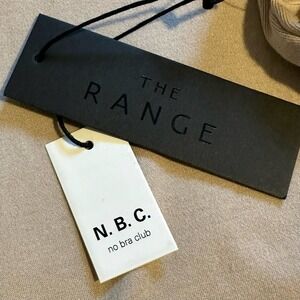 THE
RANGE
N. B. C.
no bra club